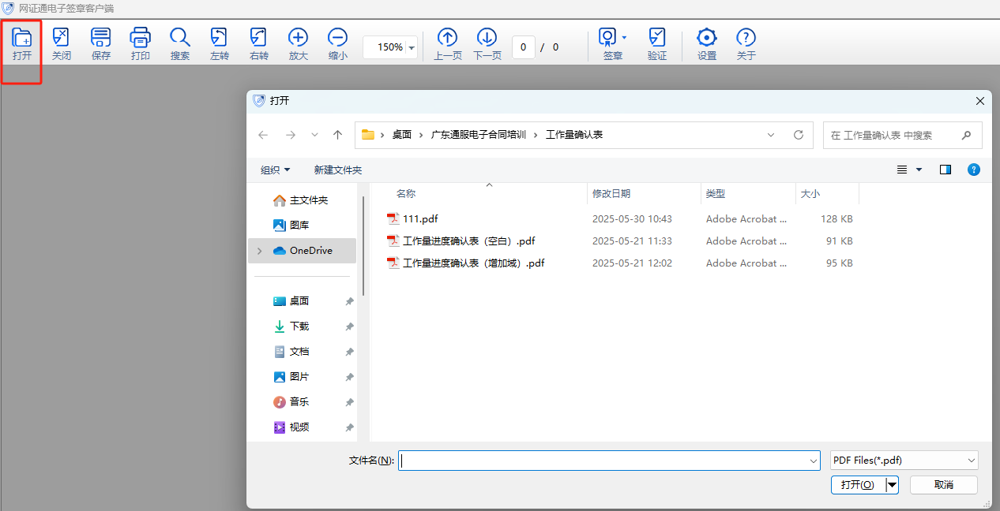 网证通电子签章客户端
打开 关闭 保存 打印 搜索 左转 右转 放大 缩小 150% 上一页 下一页 0 / 0 签章 验证 设置 关于
打开
桌面 › 广东通服电子合同培训 › 工作量确认表
在 工作量确认表 中搜索
组织 新建文件夹
主文件夹
图库
OneDrive
桌面
下载
文档
图片
音乐
视频
名称 修改日期 类型 大小
111.pdf 2025-05-30 10:43 Adobe Acrobat ... 128 KB
工作量进度确认表（空白）.pdf 2025-05-21 11:33 Adobe Acrobat ... 91 KB
工作量进度确认表（增加域）.pdf 2025-05-21 12:02 Adobe Acrobat ... 95 KB
文件名(N): PDF Files(*.pdf)
打开(O) 取消